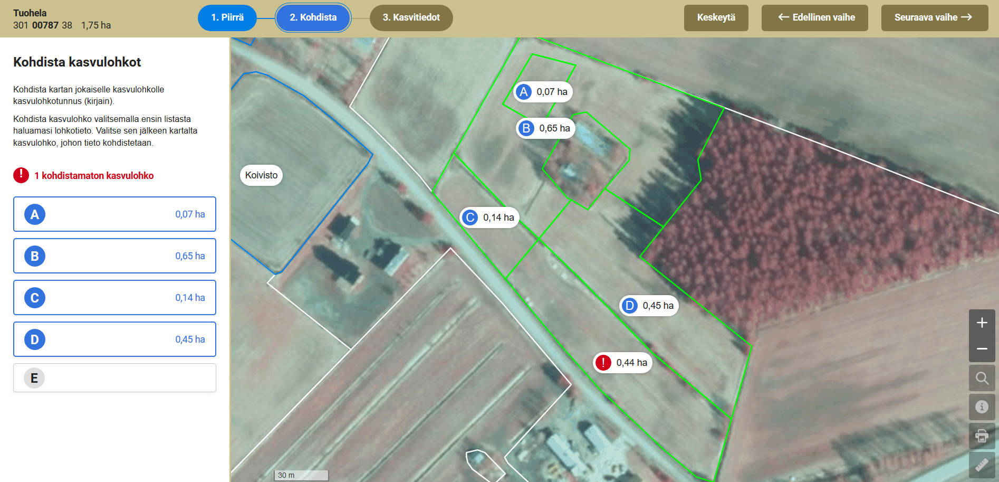 Tuohela
301 00787 38 1,75 ha
1. Piirrä
2. Kohdista
3. Kasvitiedot
Keskeytä
← Edellinen vaihe
Seuraava vaihe →
Kohdista kasvulohkot
Kohdista kartan jokaiselle kasvulohkolle
kasvulohkotunnus (kirjain).
Kohdista kasvulohko valitsemalla ensin listasta
haluamasi lohkotieto. Valitse sen jälkeen kartalta
kasvulohko, johon tieto kohdistetaan.
! 1 kohdistamaton kasvulohko
A 0,07 ha
B 0,65 ha
C 0,14 ha
D 0,45 ha
E
A 0,07 ha
B 0,65 ha
Koivisto
C 0,14 ha
D 0,45 ha
! 0,44 ha
30 m